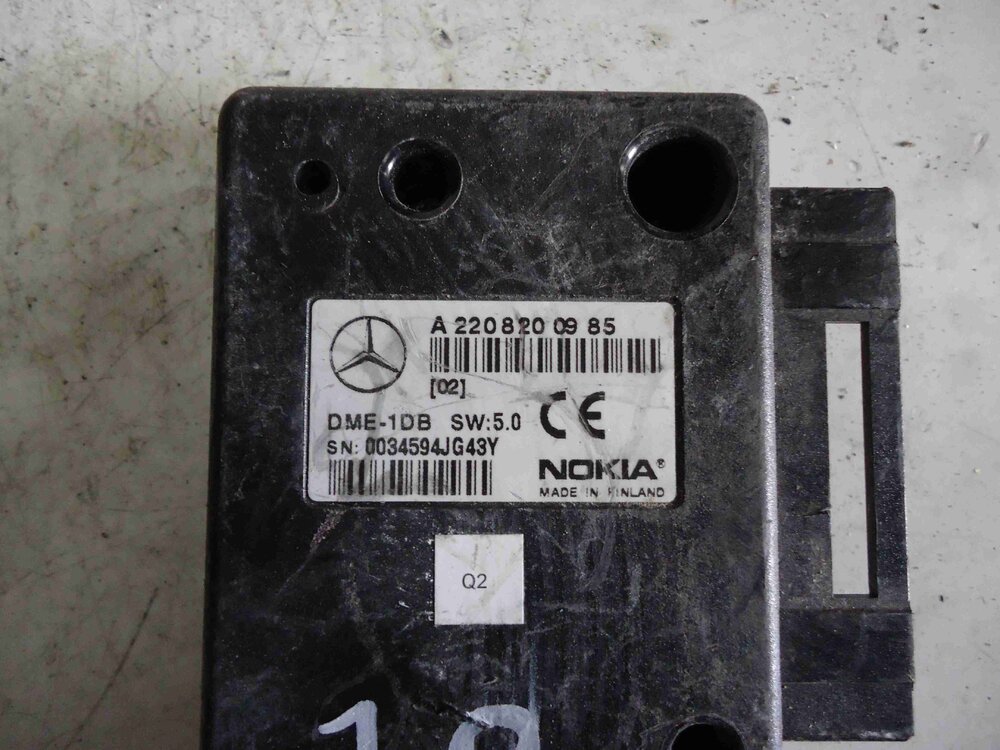 A 220 820 09 85
[02]
DME-1DB SW:5.0
CE
SN: 0034594JG43Y
NOKIA®
MADE IN FINLAND
Q2